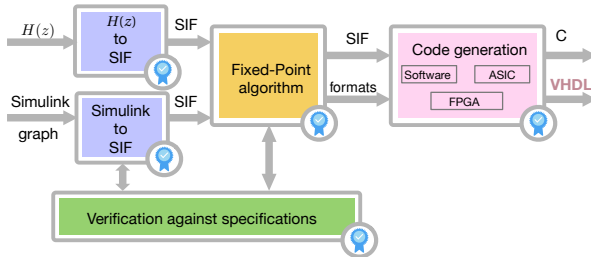 H(z)
H(z)
to
SIF
SIF
Simulink
graph
Simulink
to
SIF
SIF
Fixed-Point
algorithm
SIF
formats
Code generation
Software
ASIC
FPGA
C
VHDL
Verification against specifications